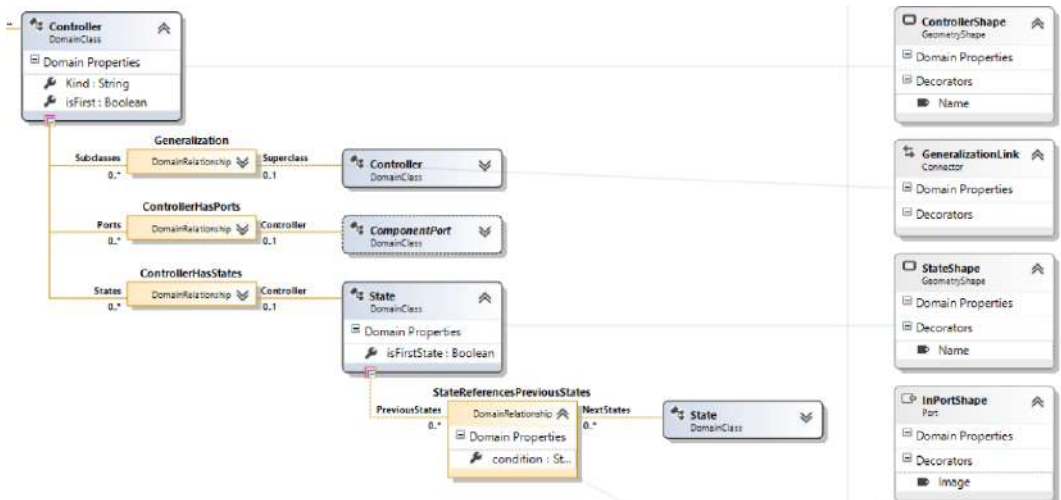 Controller
DomainClass
Domain Properties
Kind : String
isFirst : Boolean
Generalization
Subclasses
DomainRelationship
Superclass
0..*
0..1
Controller
DomainClass
ControllerHasPorts
Ports
DomainRelationship
Controller
0..*
0..1
ComponentPort
DomainClass
ControllerHasStates
States
DomainRelationship
Controller
0..*
0..1
State
DomainClass
Domain Properties
isFirstState : Boolean
StateReferencesPreviousStates
PreviousStates
DomainRelationship
NextStates
0..*
0..*
Domain Properties
condition : St...
State
DomainClass
ControllerShape
GeometryShape
Domain Properties
Decorators
Name
GeneralizationLink
Connector
Domain Properties
Decorators
StateShape
GeometryShape
Domain Properties
Decorators
Name
InPortShape
Port
Domain Properties
Decorators
Image